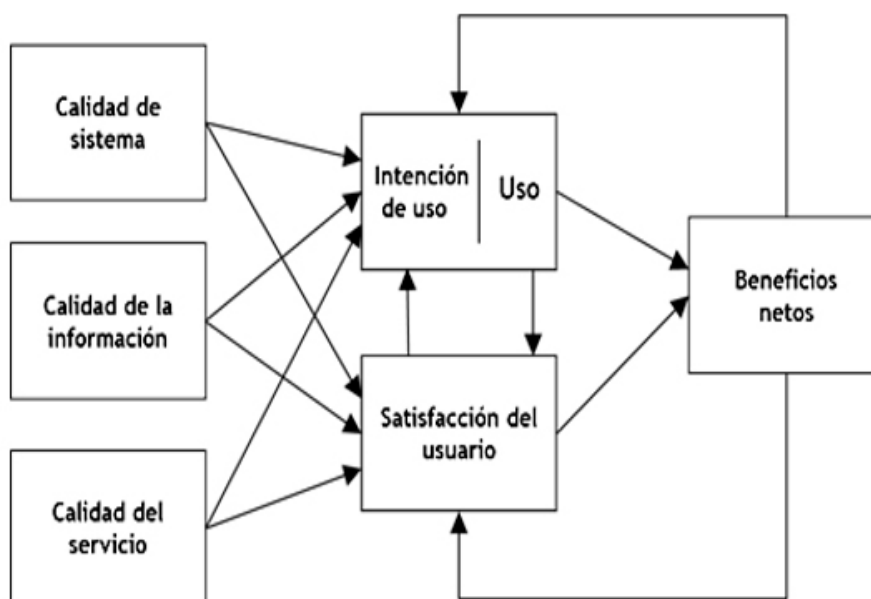 Calidad de
sistema
Intención
de uso
Uso
Calidad de la
información
Beneficios
netos
Satisfacción del
usuario
Calidad del
servicio